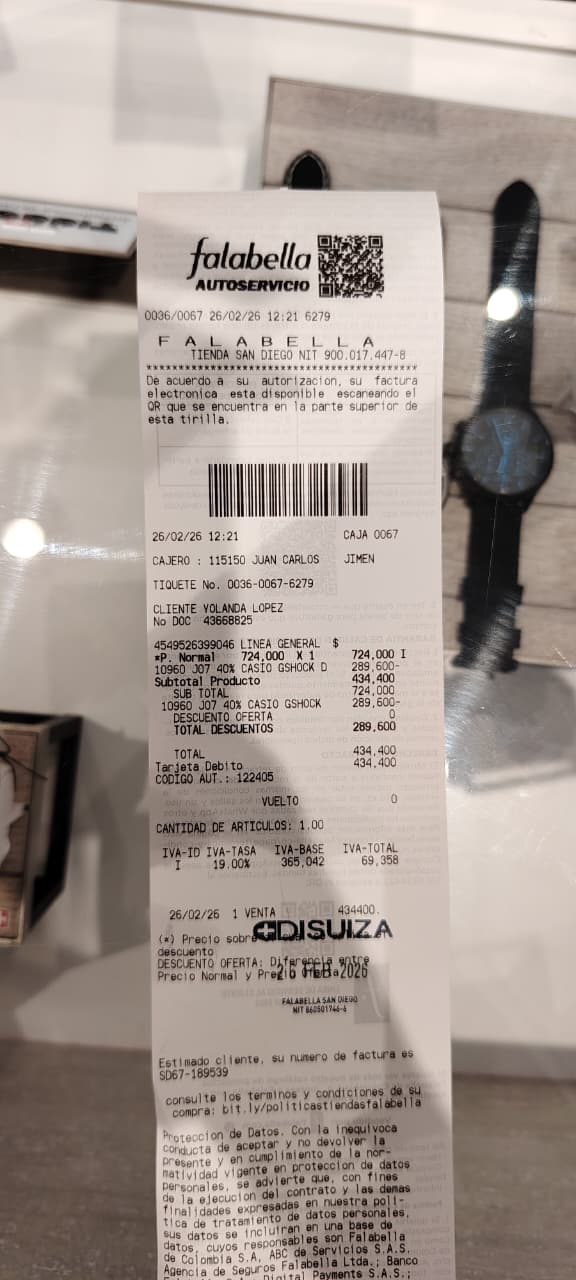 falabella
AUTOSERVICIO
0036/0067 26/02/26 12:21 6279
F A L A B E L L A
TIENDA SAN DIEGO NIT 900.017.447-8
******************************************
De acuerdo a su autorizacion, su factura
electronica esta disponible escaneando el
QR que se encuentra en la parte superior de
esta tirilla.
26/02/26 12:21 CAJA 0067
CAJERO : 115150 JUAN CARLOS JIMEN
TIQUETE No. 0036-0067-6279
CLIENTE YOLANDA LOPEZ
No DOC 43668825
4549526399046 LINEA GENERAL $
*P. Normal 724,000 X 1 724,000 I
10960 J07 40% CASIO GSHOCK D 289,600-
Subtotal Producto 434,400
SUB TOTAL 724,000
10960 J07 40% CASIO GSHOCK 289,600-
DESCUENTO OFERTA 0
TOTAL DESCUENTOS 289,600
TOTAL 434,400
Tarjeta Debito 434,400
CODIGO AUT.: 122405
VUELTO 0
CANTIDAD DE ARTICULOS: 1.00
IVA-ID IVA-TASA IVA-BASE IVA-TOTAL
I 19.00% 365,042 69,358
26/02/26 1 VENTA 434400.
DISUIZA
(*) Precio sobre
descuento
DESCUENTO OFERTA: Diferencia entre
Precio Normal y Precio Oferta
26 FEB 2026
FALABELLA SAN DIEGO
NIT 860501746-6
Estimado cliente, su numero de factura es
SD67-189539
consulte los terminos y condiciones de su
compra: bit.ly/politicastiendasfalabella
Proteccion de Datos. Con la inequivoca
conducta de aceptar y no devolver la
presente y en cumplimiento de la nor-
matividad vigente en proteccion de datos
personales, se advierte que, con fines
de la ejecucion del contrato y las demas
finalidades expresadas en nuestra poli-
tica de tratamiento de datos personales,
sus datos se incluiran en una base de
datos, cuyos responsables son Falabella
de Colombia S.A, ABC de Servicios S.A.S,
Agencia de Seguros Falabella Ltda.; Banco
Digital Payments S.A.S.;